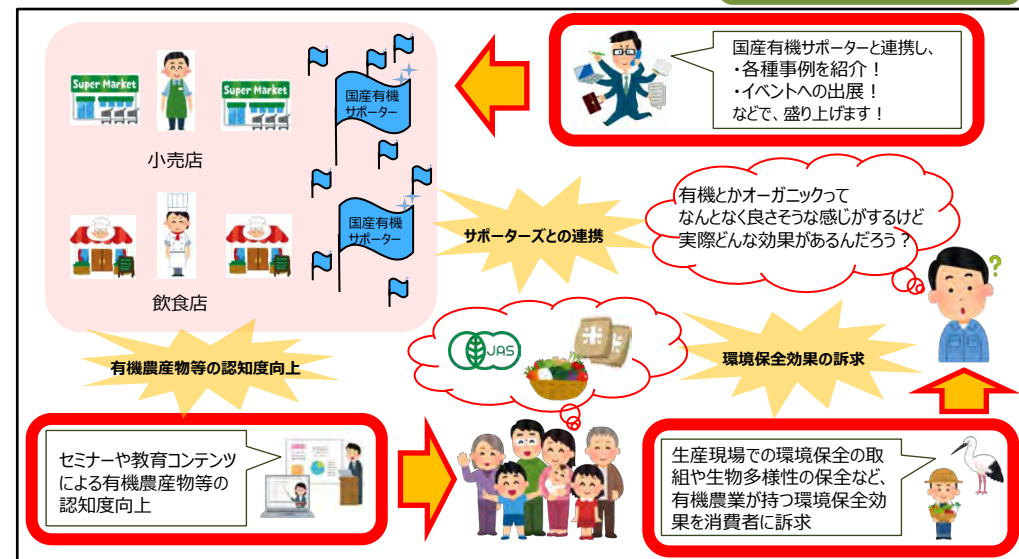 国産有機サポーターと連携し、
・各種事例を紹介！
・イベントへの出展！
などで、盛り上げます！
Super Market
Super Market
国産有機
サポーター
小売店
国産有機
サポーター
飲食店
サポーターズとの連携
有機とかオーガニックって
なんとなく良さそうな感じがするけど
実際どんな効果があるんだろう？
?
有機農産物等の認知度向上
JAS
環境保全効果の訴求
セミナーや教育コンテンツ
による有機農産物等の
認知度向上
生産現場での環境保全の取
組や生物多様性の保全など、
有機農業が持つ環境保全効
果を消費者に訴求